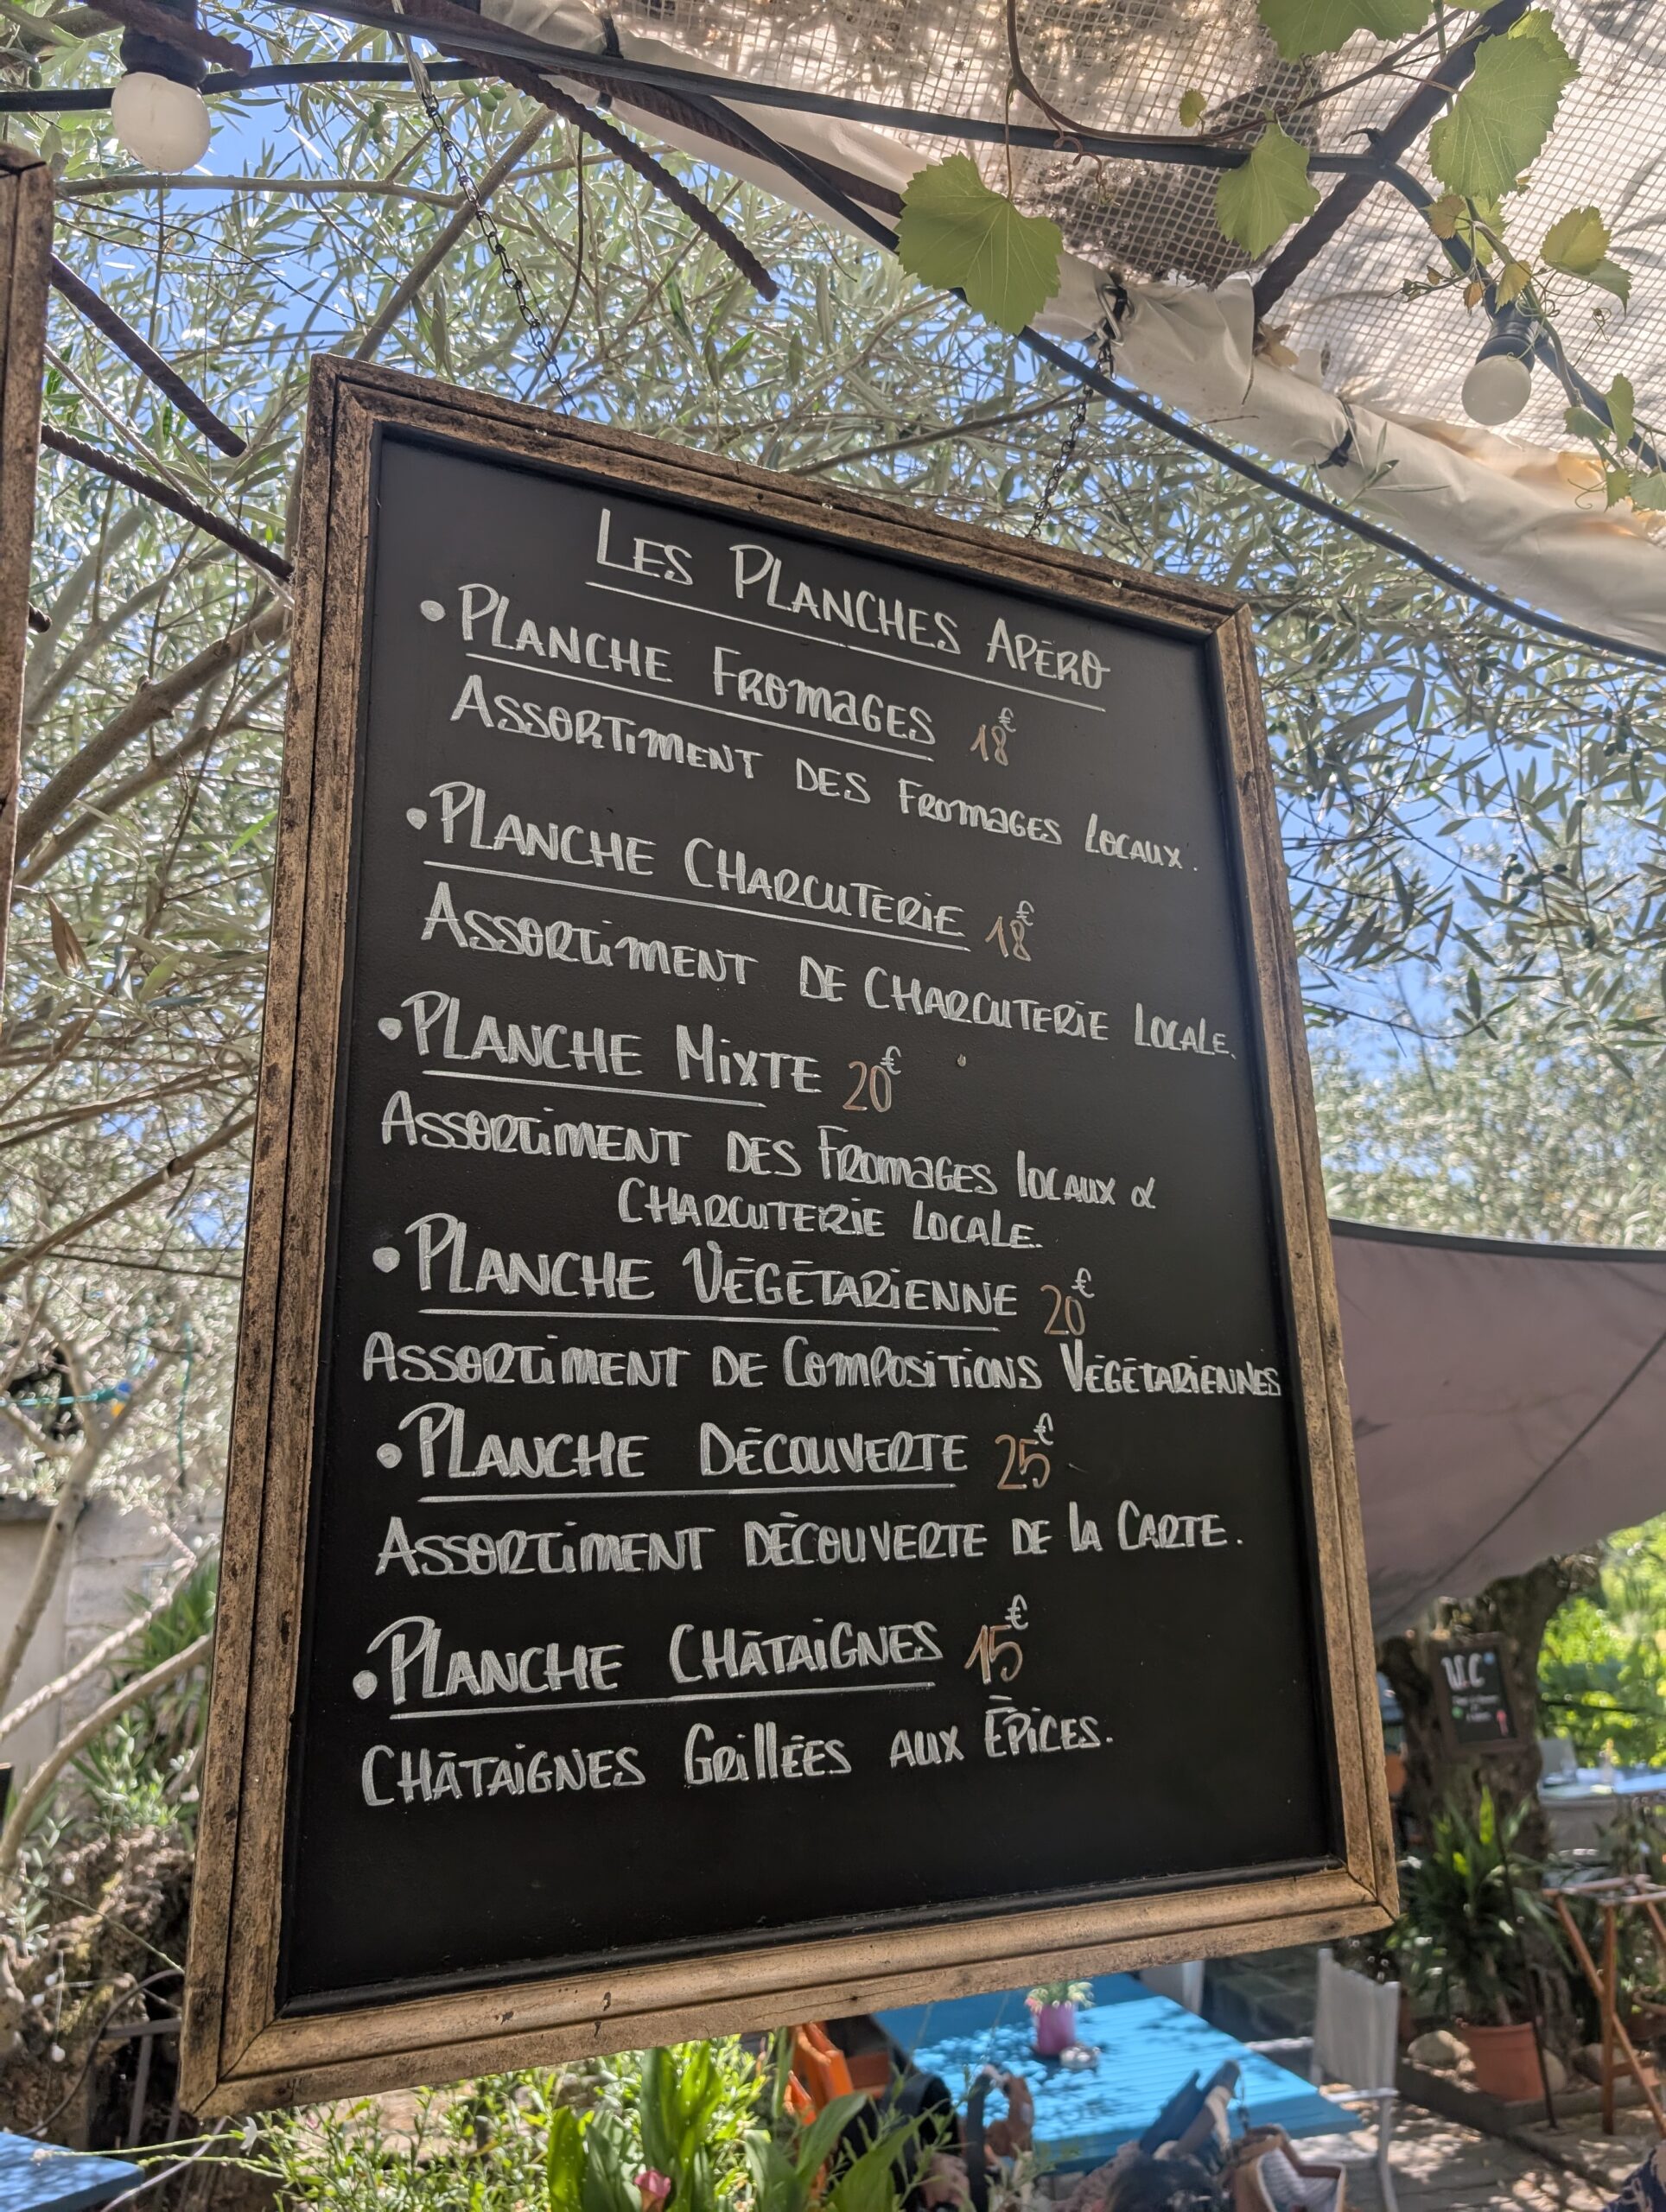 LES PLANCHES APÉRO
• PLANCHE FROMAGES 18€
ASSORTIMENT DES FROMAGES LOCAUX.
• PLANCHE CHARCUTERIE 18€
ASSORTIMENT DE CHARCUTERIE LOCALE.
• PLANCHE MIXTE 20€
ASSORTIMENT DES FROMAGES LOCAUX &
CHARCUTERIE LOCALE.
• PLANCHE VÉGÉTARIENNE 20€
ASSORTIMENT DE COMPOSITIONS VÉGÉTARIENNES
• PLANCHE DÉCOUVERTE 25€
ASSORTIMENT DÉCOUVERTE DE LA CARTE.
• PLANCHE CHÂTAIGNES 15€
CHÂTAIGNES GRILLÉES AUX ÉPICES.